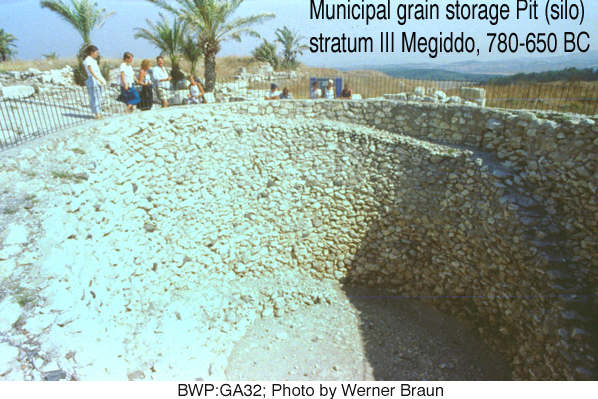 Municipal grain storage Pit (silo)
stratum III Megiddo, 780-650 BC
BWP:GA32; Photo by Werner Braun